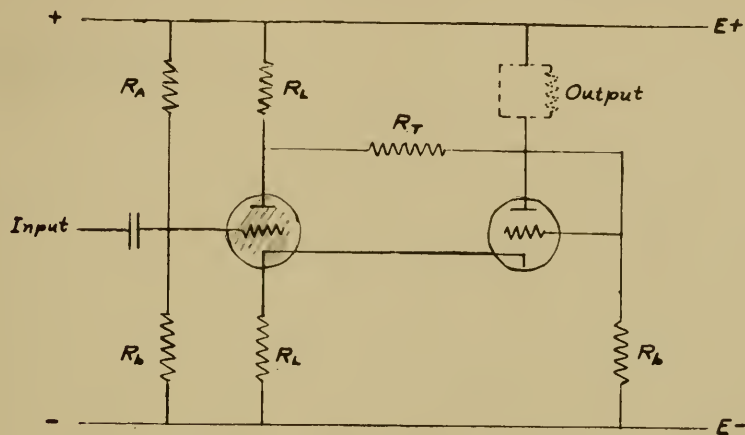 +
E+
R_A
R_L
Output
R_T
Input
R_b
R_L
R_b
-
E-